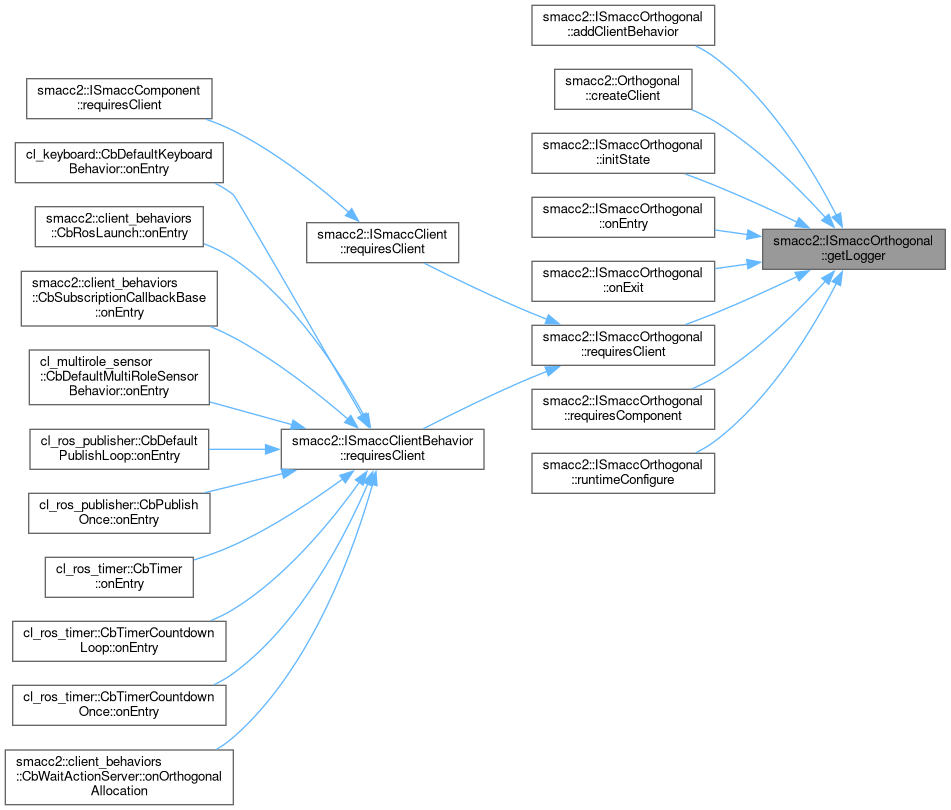 smacc2::ISmaccOrthogonal
::addClientBehavior
smacc2::Orthogonal
::createClient
smacc2::ISmaccComponent
::requiresClient
smacc2::ISmaccOrthogonal
::initState
cl_keyboard::CbDefaultKeyboard
Behavior::onEntry
smacc2::ISmaccOrthogonal
::onEntry
smacc2::client_behaviors
::CbRosLaunch::onEntry
smacc2::ISmaccClient
::requiresClient
smacc2::ISmaccOrthogonal
::getLogger
smacc2::ISmaccOrthogonal
::onExit
smacc2::client_behaviors
::CbSubscriptionCallbackBase
::onEntry
smacc2::ISmaccOrthogonal
::requiresClient
cl_multirole_sensor
::CbDefaultMultiRoleSensor
Behavior::onEntry
smacc2::ISmaccOrthogonal
::requiresComponent
cl_ros_publisher::CbDefault
PublishLoop::onEntry
smacc2::ISmaccClientBehavior
::requiresClient
smacc2::ISmaccOrthogonal
::runtimeConfigure
cl_ros_publisher::CbPublish
Once::onEntry
cl_ros_timer::CbTimer
::onEntry
cl_ros_timer::CbTimerCountdown
Loop::onEntry
cl_ros_timer::CbTimerCountdown
Once::onEntry
smacc2::client_behaviors
::CbWaitActionServer::onOrthogonal
Allocation